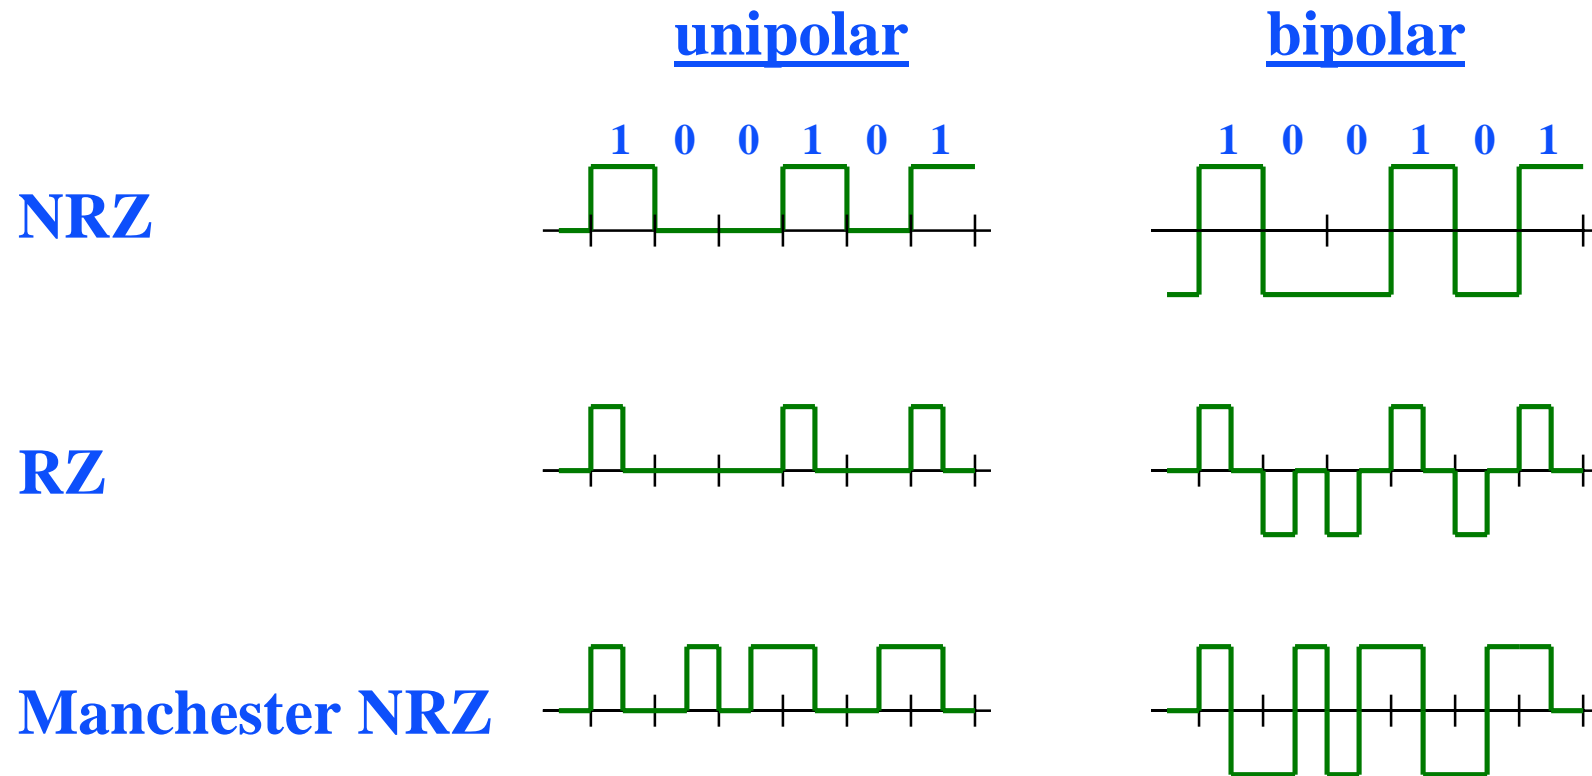 unipolar bipolar
1 0 0 1 0 1 1 0 0 1 0 1
NRZ
RZ
Manchester NRZ